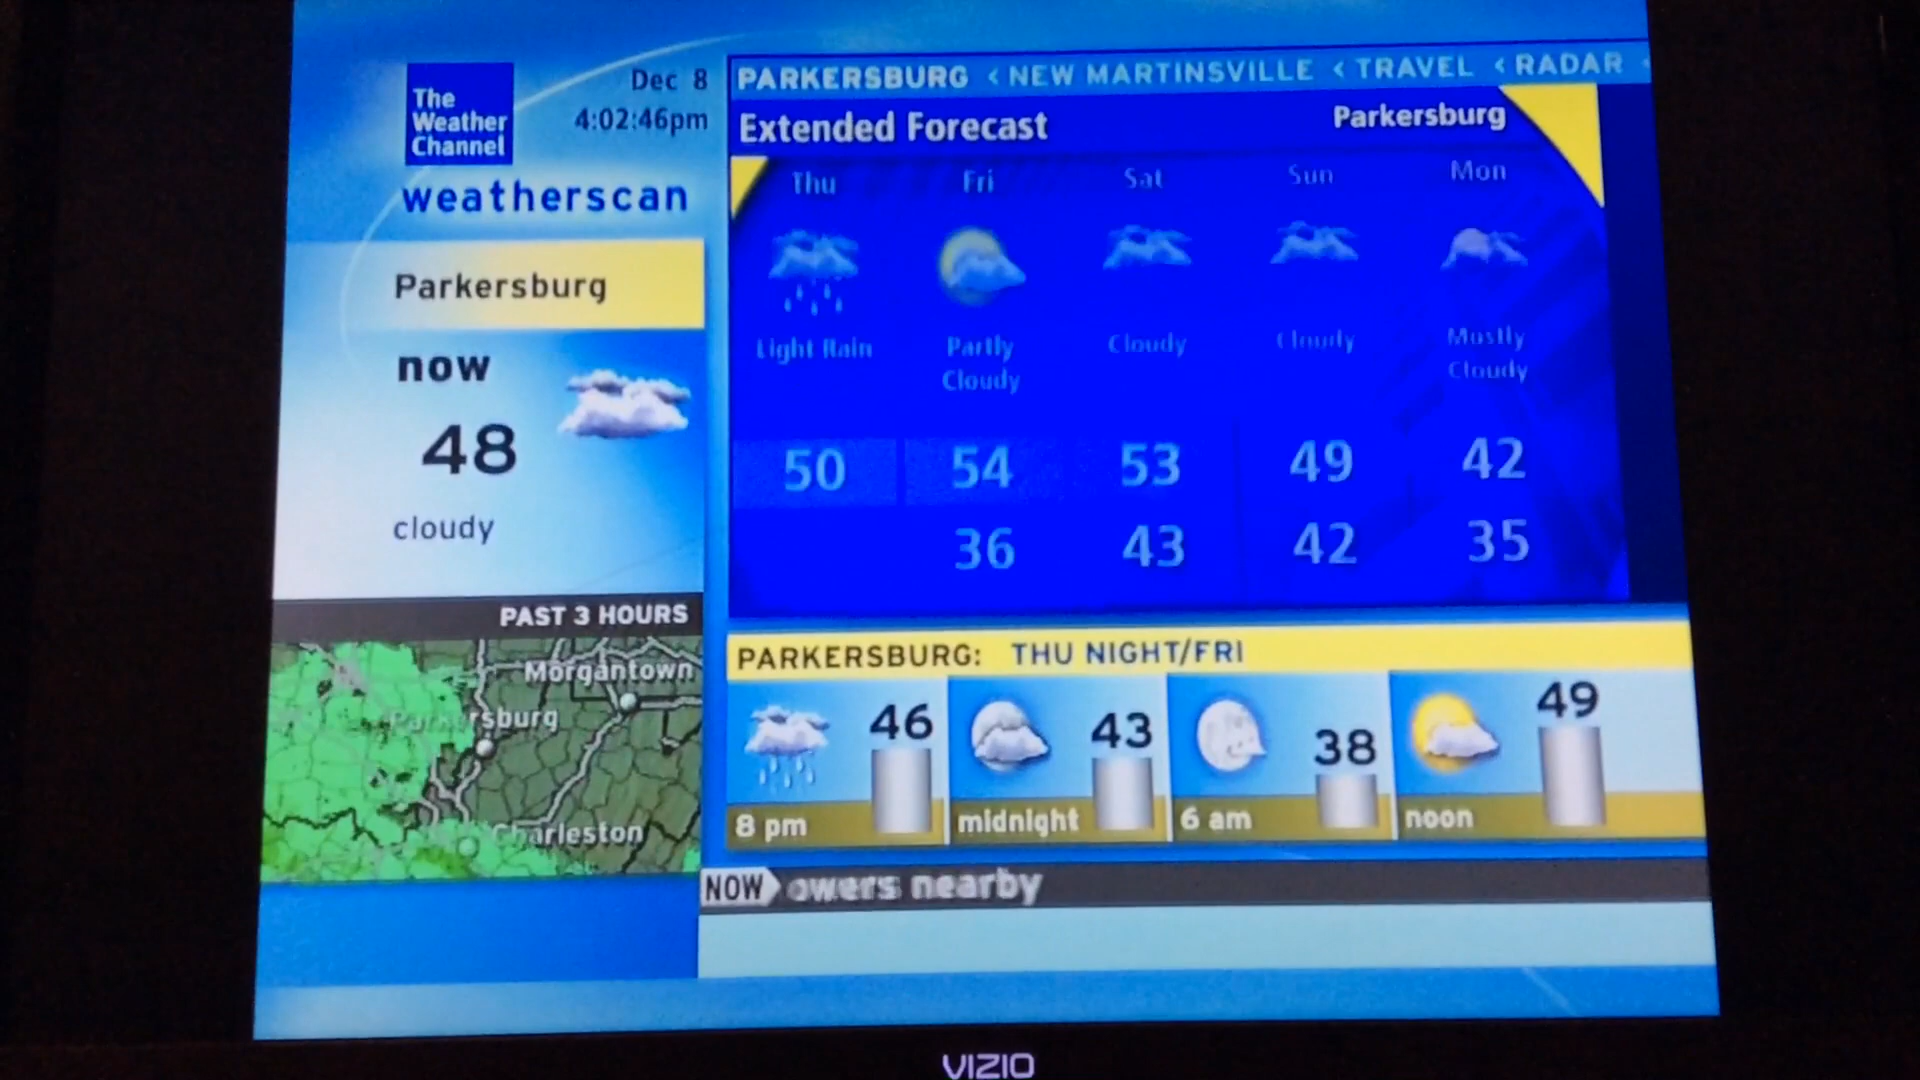 The
Weather
Channel
Dec 8
4:02:46pm
weatherscan
Parkersburg
now
48
cloudy
PAST 3 HOURS
Morgantown
Parkersburg
Charleston
PARKERSBURG < NEW MARTINSVILLE < TRAVEL < RADAR <
Extended Forecast
Parkersburg
Thu Fri Sat Sun Mon
Light Rain
Partly
Cloudy
Cloudy
Cloudy
Mostly
Cloudy
50 54 53 49 42
36 43 42 35
PARKERSBURG: THU NIGHT/FRI
46 43 38 49
8 pm midnight 6 am noon
NOW owers nearby
VIZIO